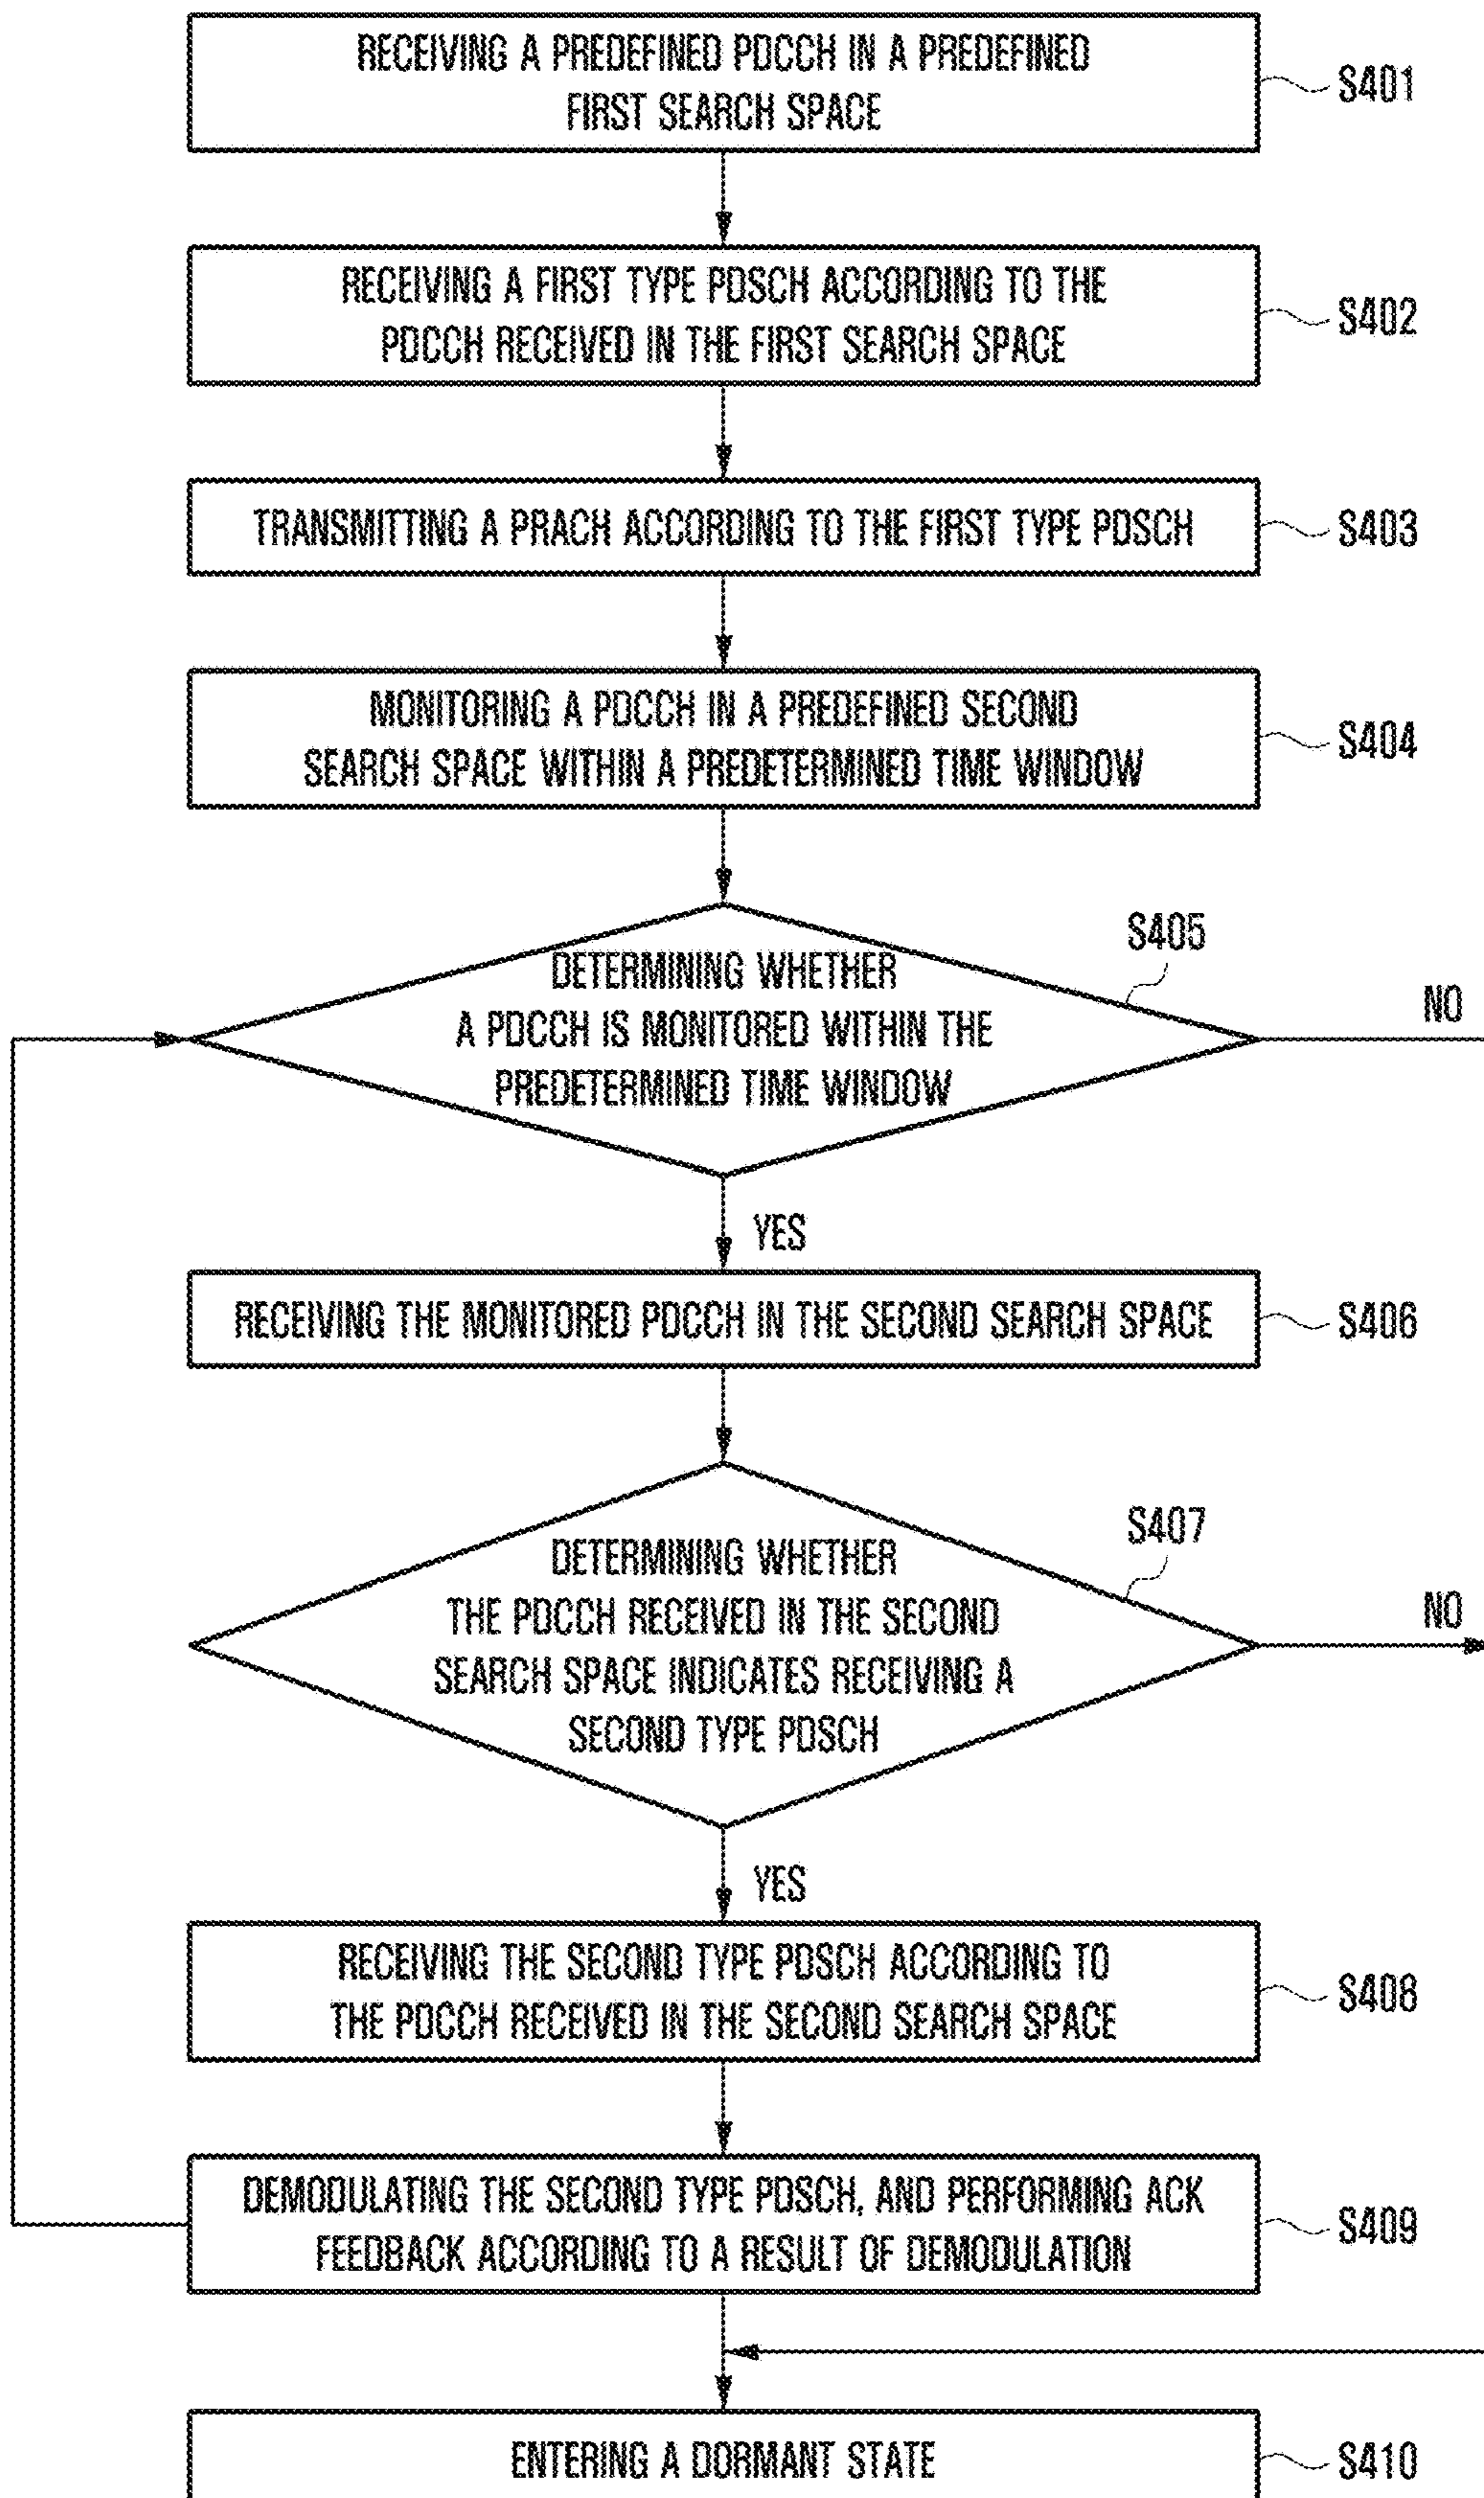 RECEIVING A PREDEFINED PDCCH IN A PREDEFINED
FIRST SEARCH SPACE
S401
RECEIVING A FIRST TYPE PDSCH ACCORDING TO THE
PDCCH RECEIVED IN THE FIRST SEARCH SPACE
S402
TRANSMITTING A PRACH ACCORDING TO THE FIRST TYPE PDSCH
S403
MONITORING A PDCCH IN A PREDEFINED SECOND
SEARCH SPACE WITHIN A PREDETERMINED TIME WINDOW
S404
S405
DETERMINING WHETHER
A PDCCH IS MONITORED WITHIN THE
PREDETERMINED TIME WINDOW
NO
YES
RECEIVING THE MONITORED PDCCH IN THE SECOND SEARCH SPACE
S406
S407
DETERMINING WHETHER
THE PDCCH RECEIVED IN THE SECOND
SEARCH SPACE INDICATES RECEIVING A
SECOND TYPE PDSCH
NO
YES
RECEIVING THE SECOND TYPE PDSCH ACCORDING TO
THE PDCCH RECEIVED IN THE SECOND SEARCH SPACE
S408
DEMODULATING THE SECOND TYPE PDSCH, AND PERFORMING ACK
FEEDBACK ACCORDING TO A RESULT OF DEMODULATION
S409
ENTERING A DORMANT STATE
S410